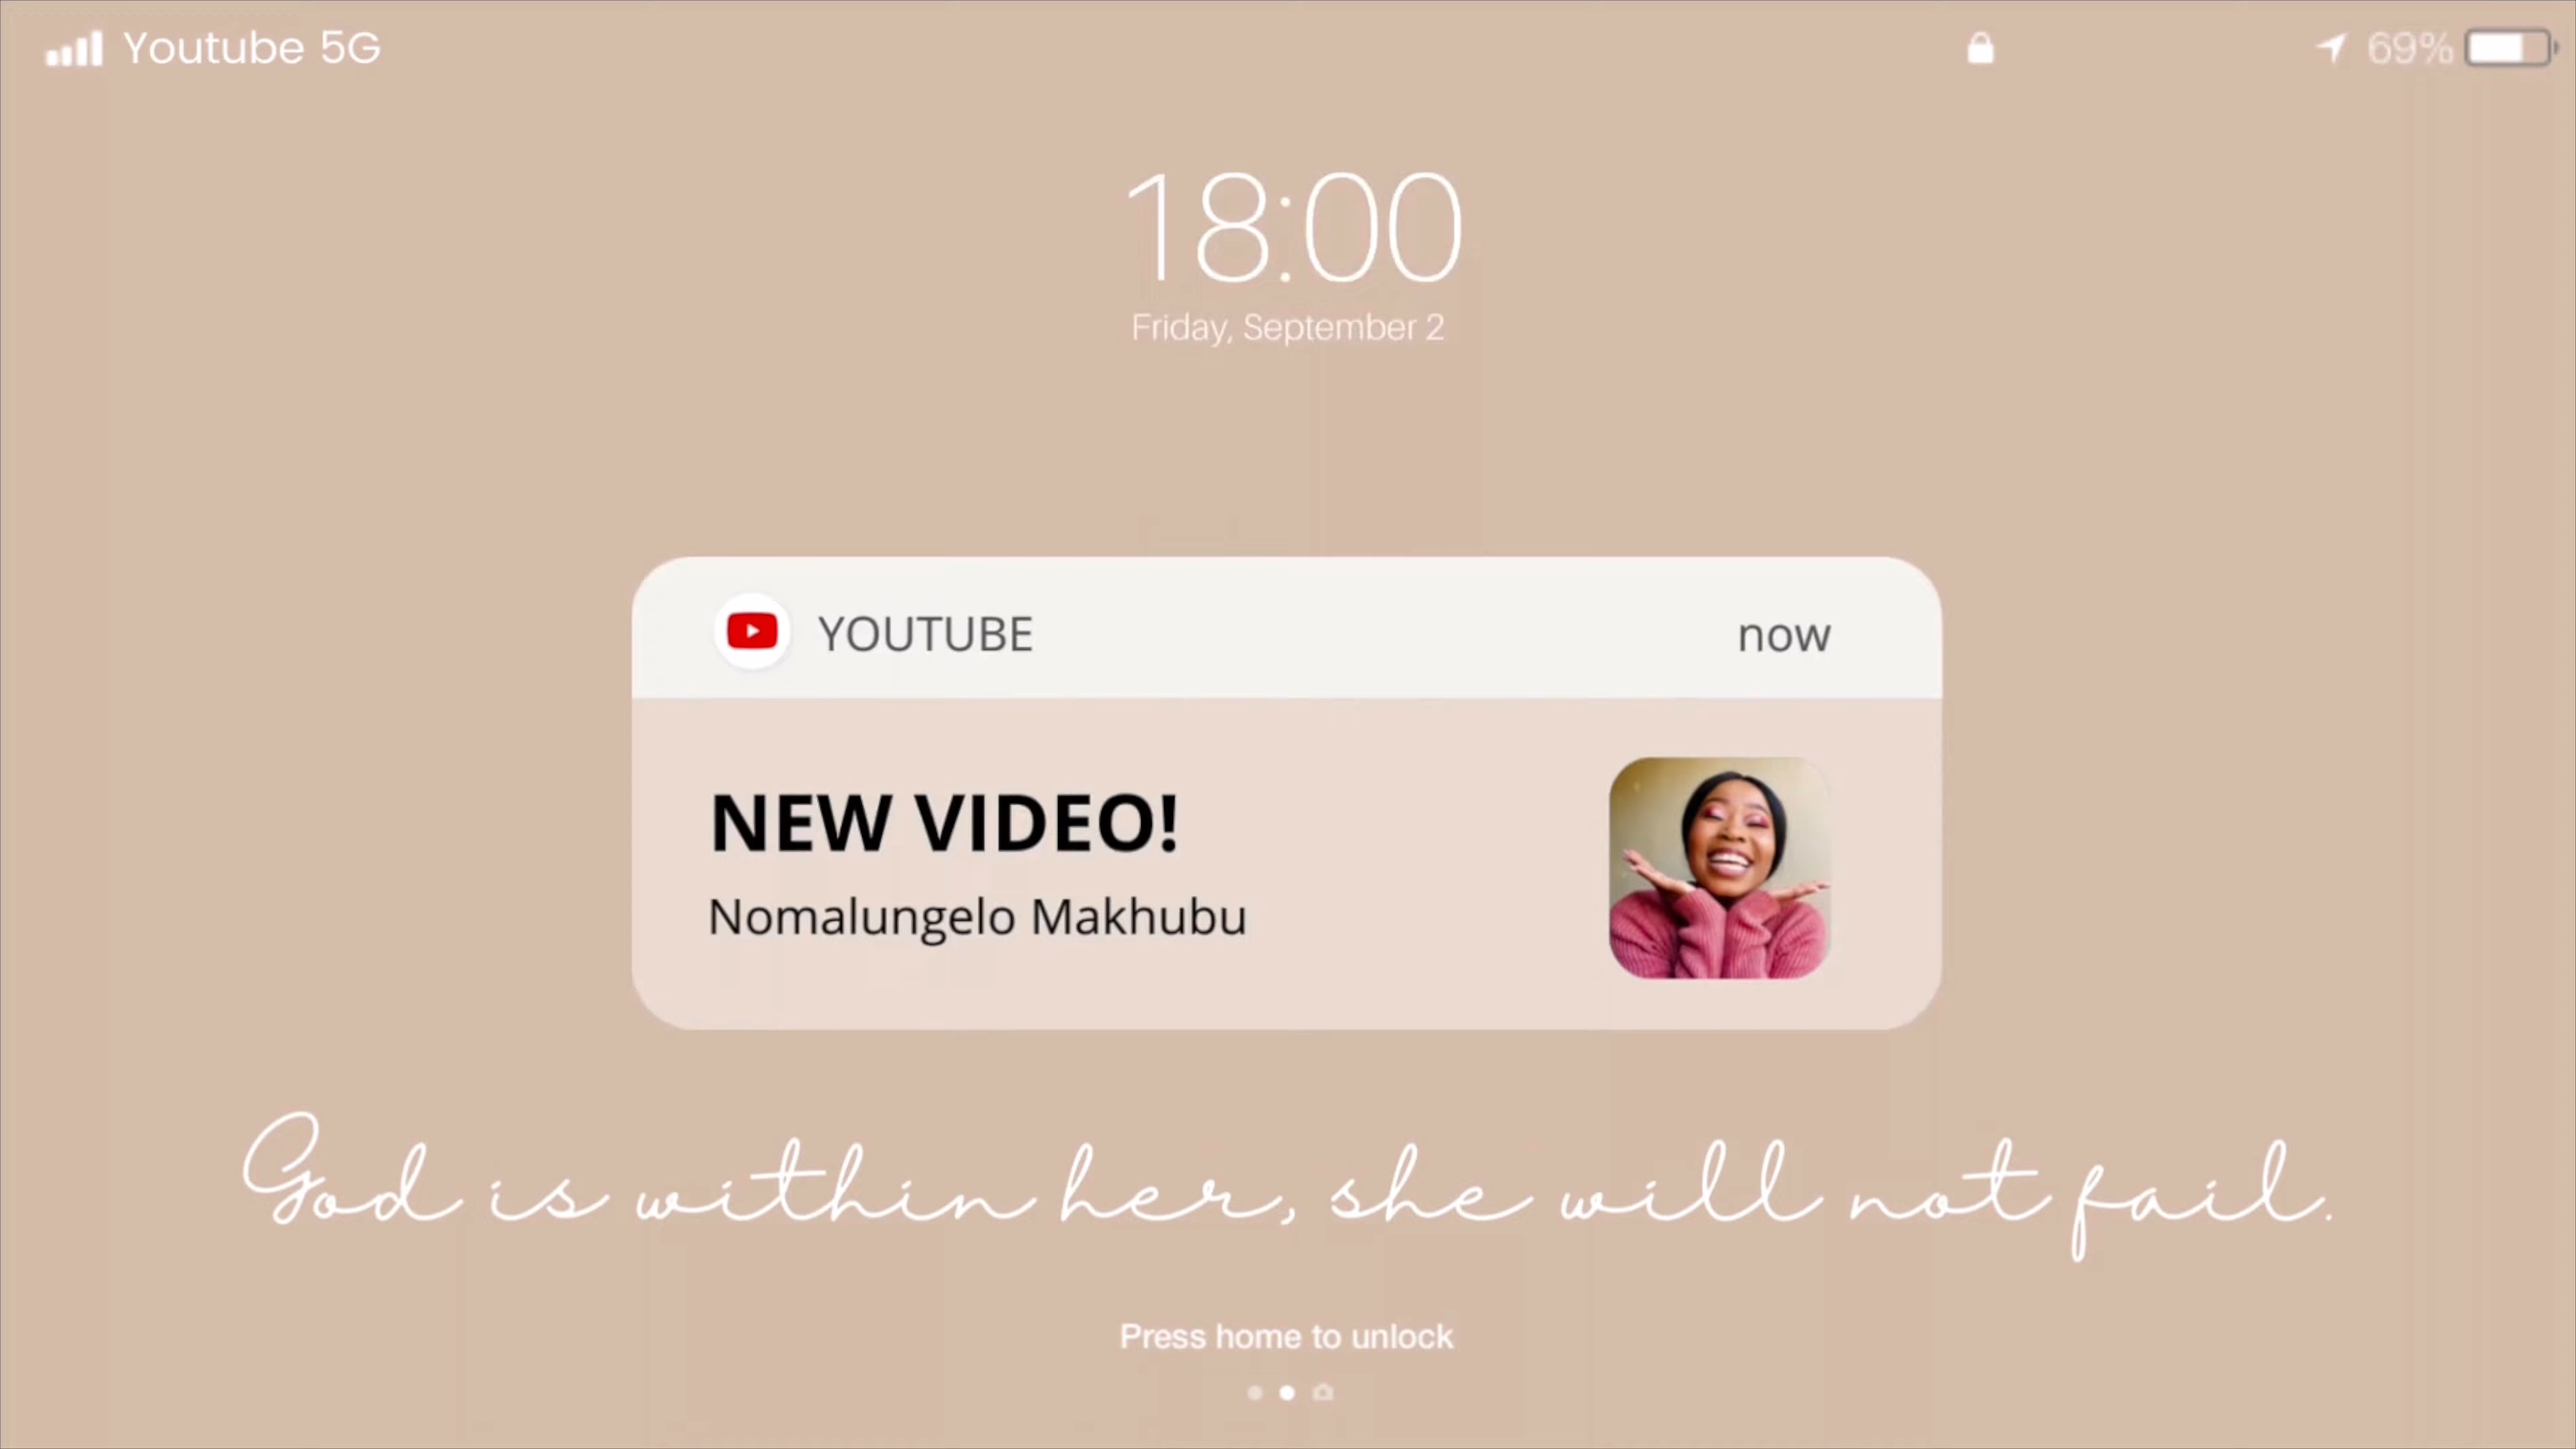 Youtube 5G
69%
18:00
Friday, September 2
YOUTUBE
now
NEW VIDEO!
Nomalungelo Makhubu
God is within her, she will not fail.
Press home to unlock